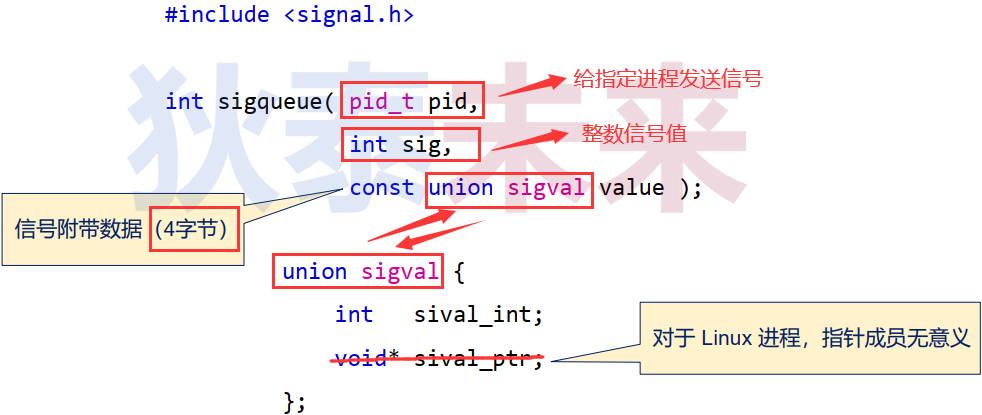 #include <signal.h>
狄泰未来
给指定进程发送信号
int sigqueue( pid_t pid,
整数信号值
int sig,
const union sigval value );
信号附带数据 (4字节)
union sigval {
int sival_int;
对于 Linux 进程，指针成员无意义
void* sival_ptr;
};